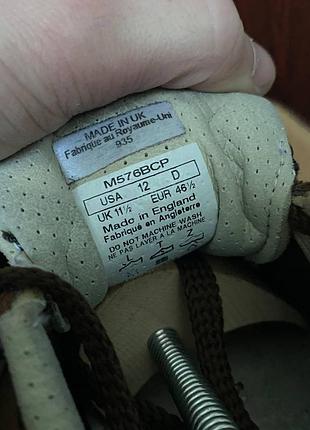 MADE IN UK
Fabrique au Royaume-Uni
935
M576BCP
USA 12 D
UK 11½ EUR 46½
Made in England
Fabriqué en Angleterre
DO NOT MACHINE WASH
NE PAS LAVER A LA MACHINE
L T Z